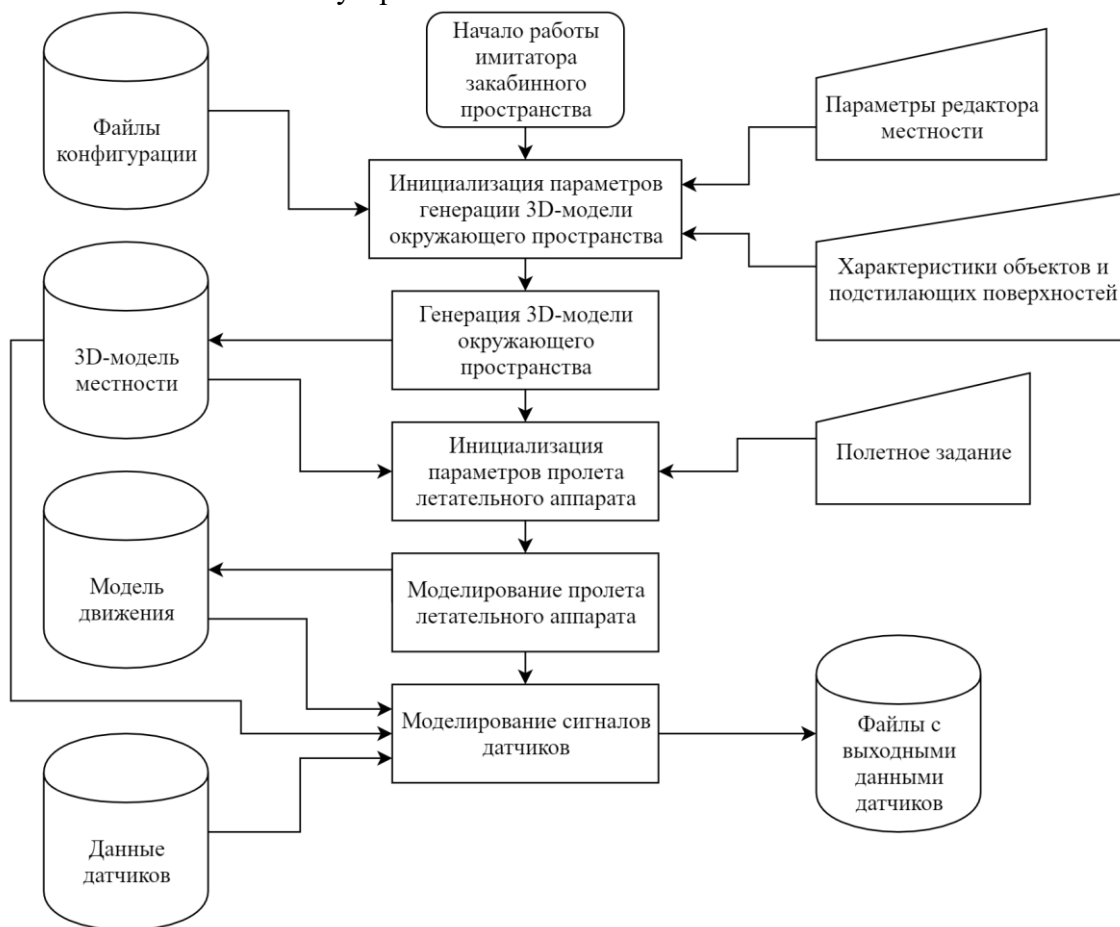 Начало работы
имитатора
закабинного
пространства
Файлы
конфигурации
Параметры редактора
местности
Инициализация параметров
генерации 3D-модели
окружающего пространства
Характеристики объектов и
подстилающих поверхностей
Генерация 3D-модели
окружающего
пространства
3D-модель
местности
Инициализация
параметров пролета
летательного аппарата
Полетное задание
Модель
движения
Моделирование пролета
летательного аппарата
Моделирование сигналов
датчиков
Файлы с
выходными
данными
датчиков
Данные
датчиков